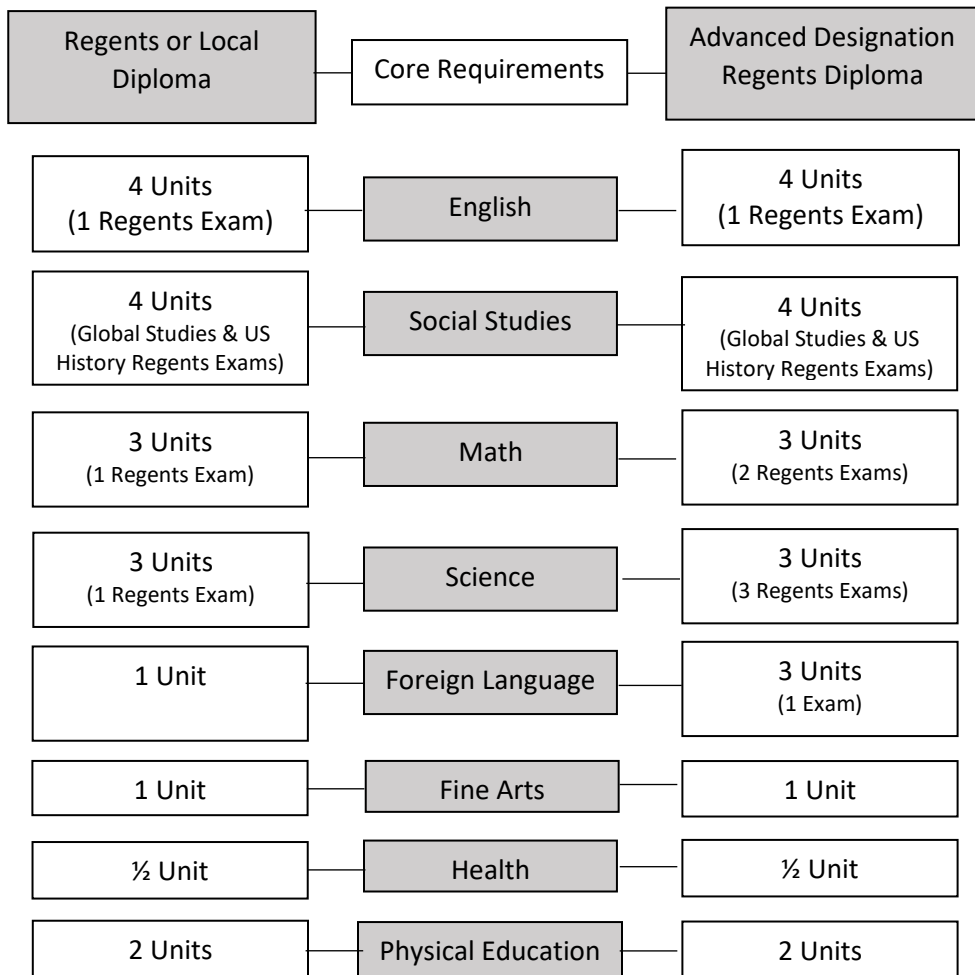 Regents or Local
Diploma
Core Requirements
Advanced Designation
Regents Diploma
4 Units
(1 Regents Exam)
English
4 Units
(1 Regents Exam)
4 Units
(Global Studies & US
History Regents Exams)
Social Studies
4 Units
(Global Studies & US
History Regents Exams)
3 Units
(1 Regents Exam)
Math
3 Units
(2 Regents Exams)
3 Units
(1 Regents Exam)
Science
3 Units
(3 Regents Exams)
1 Unit
Foreign Language
3 Units
(1 Exam)
1 Unit
Fine Arts
1 Unit
½ Unit
Health
½ Unit
2 Units
Physical Education
2 Units